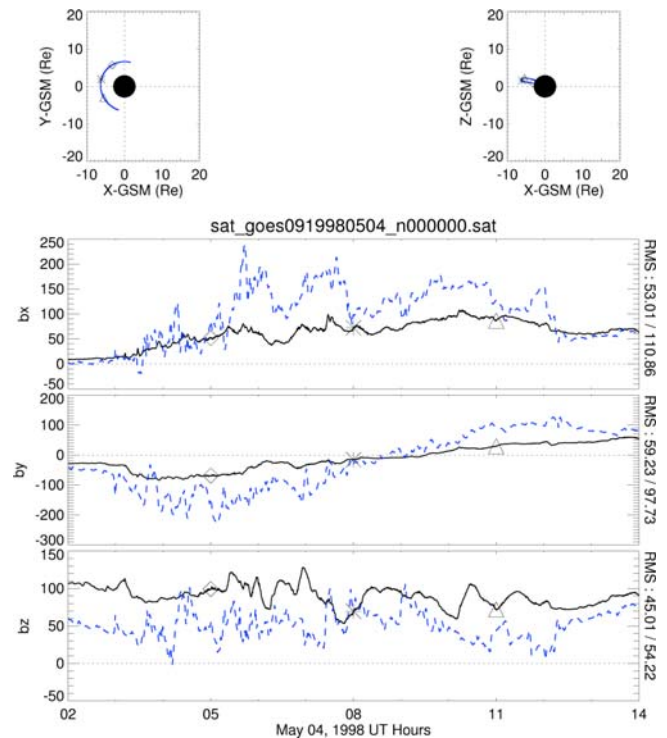 20
10
0
-10
-20
Y-GSM (Re)
-10 0 10 20
X-GSM (Re)
20
10
0
-10
-20
Z-GSM (Re)
-10 0 10 20
X-GSM (Re)
sat_goes0919980504_n000000.sat
250
200
150
100
50
0
-50
bx
RMS : 53.01 / 110.86
200
100
0
-100
-200
-300
by
RMS : 59.23 / 97.73
150
100
50
0
-50
bz
RMS : 45.01 / 54.22
02 05 08 11 14
May 04, 1998 UT Hours